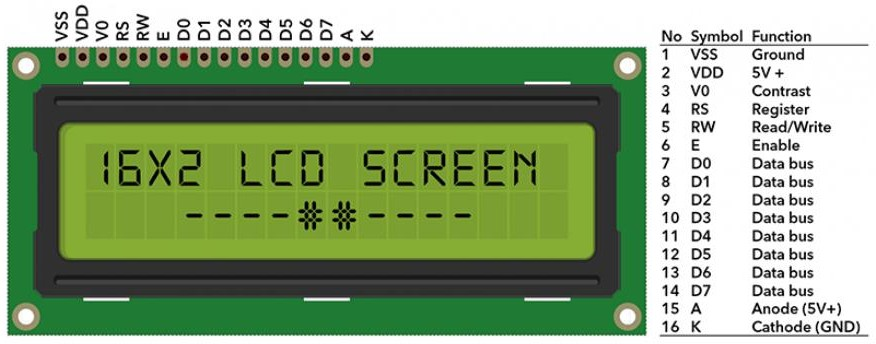 VSS VDD V0 RS RW E D0 D1 D2 D3 D4 D5 D6 D7 A K
16X2 LCD SCREEN
----##----
No Symbol Function
1 VSS Ground
2 VDD 5V +
3 V0 Contrast
4 RS Register
5 RW Read/Write
6 E Enable
7 D0 Data bus
8 D1 Data bus
9 D2 Data bus
10 D3 Data bus
11 D4 Data bus
12 D5 Data bus
13 D6 Data bus
14 D7 Data bus
15 A Anode (5V+)
16 K Cathode (GND)